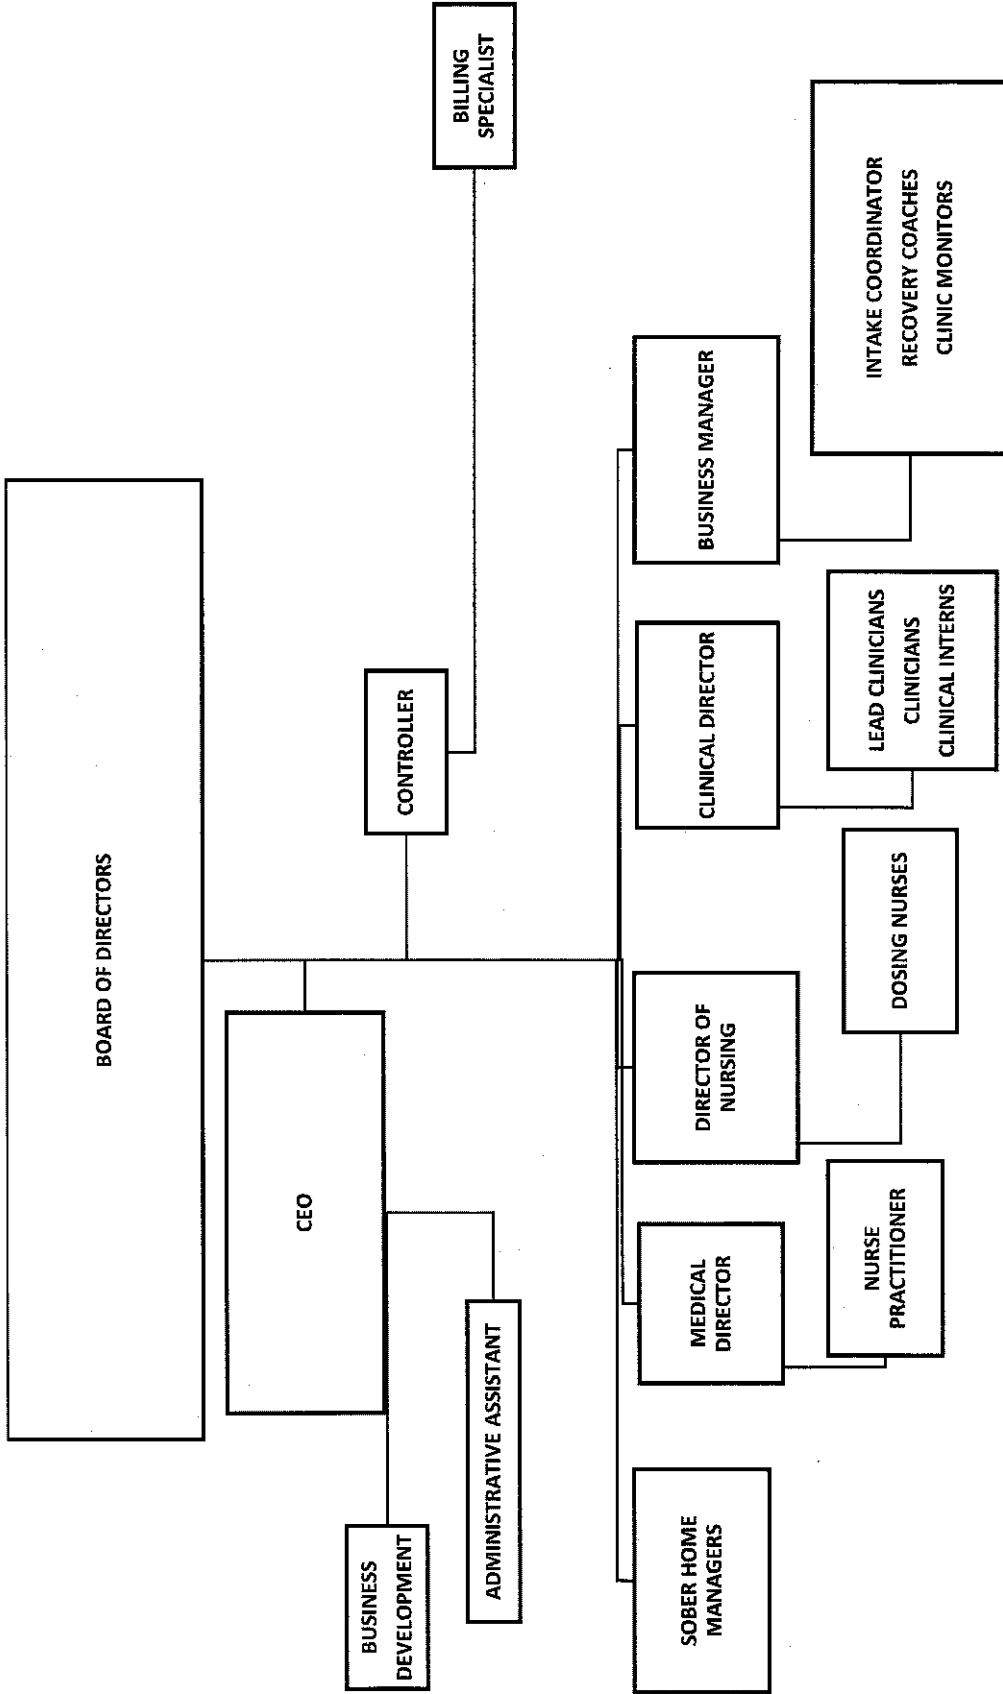 BOARD OF DIRECTORS
CEO
BUSINESS
DEVELOPMENT
ADMINISTRATIVE ASSISTANT
CONTROLLER
BILLING
SPECIALIST
SOBER HOME
MANAGERS
MEDICAL
DIRECTOR
DIRECTOR OF
NURSING
CLINICAL DIRECTOR
BUSINESS MANAGER
NURSE
PRACTITIONER
DOSING NURSES
LEAD CLINICIANS
CLINICIANS
CLINICAL INTERNS
INTAKE COORDINATOR
RECOVERY COACHES
CLINIC MONITORS